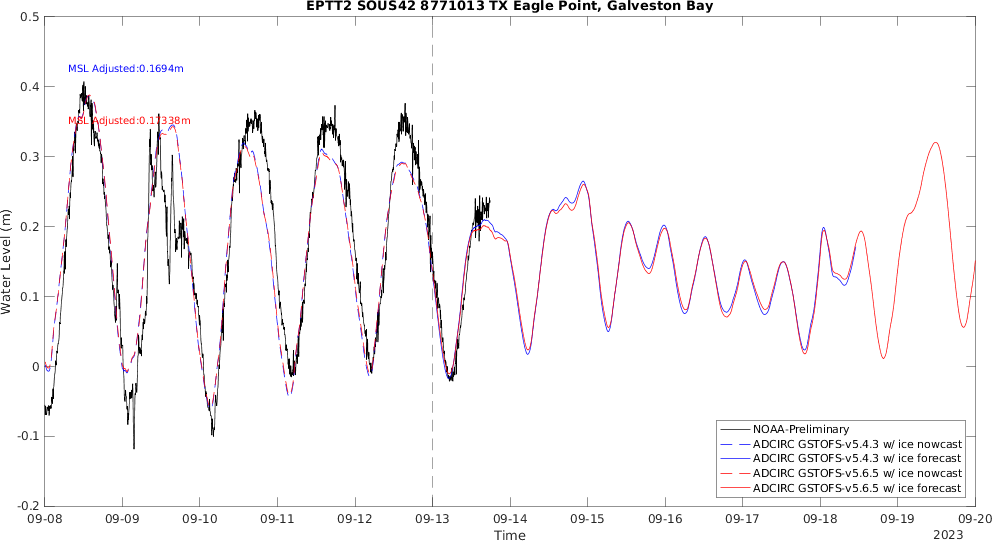 EPTT2 SOUS42 8771013 TX Eagle Point, Galveston Bay
Water Level (m)
0.5
0.4
0.3
0.2
0.1
0
-0.1
-0.2
MSL Adjusted:0.1694m
MSL Adjusted:0.17338m
NOAA-Preliminary
ADCIRC GSTOFS-v5.4.3 w/ ice nowcast
ADCIRC GSTOFS-v5.4.3 w/ ice forecast
ADCIRC GSTOFS-v5.6.5 w/ ice nowcast
ADCIRC GSTOFS-v5.6.5 w/ ice forecast
09-08 09-09 09-10 09-11 09-12 09-13 09-14 09-15 09-16 09-17 09-18 09-19 09-20
Time
2023